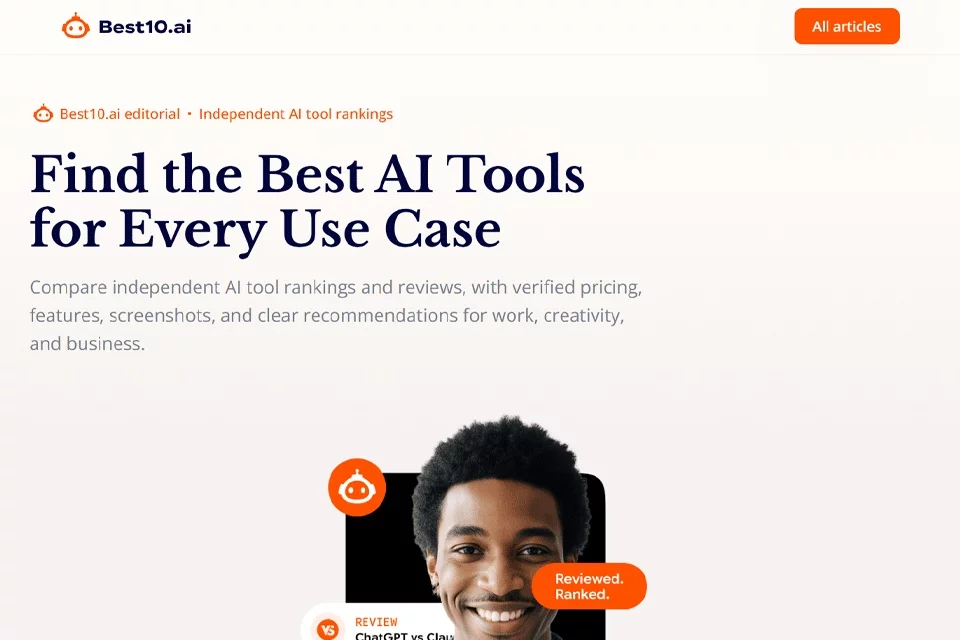 Best10.ai
All articles
Best10.ai editorial • Independent AI tool rankings
Find the Best AI Tools
for Every Use Case
Compare independent AI tool rankings and reviews, with verified pricing,
features, screenshots, and clear recommendations for work, creativity,
and business.
Reviewed.
Ranked.
VS
REVIEW
ChatGPT vs